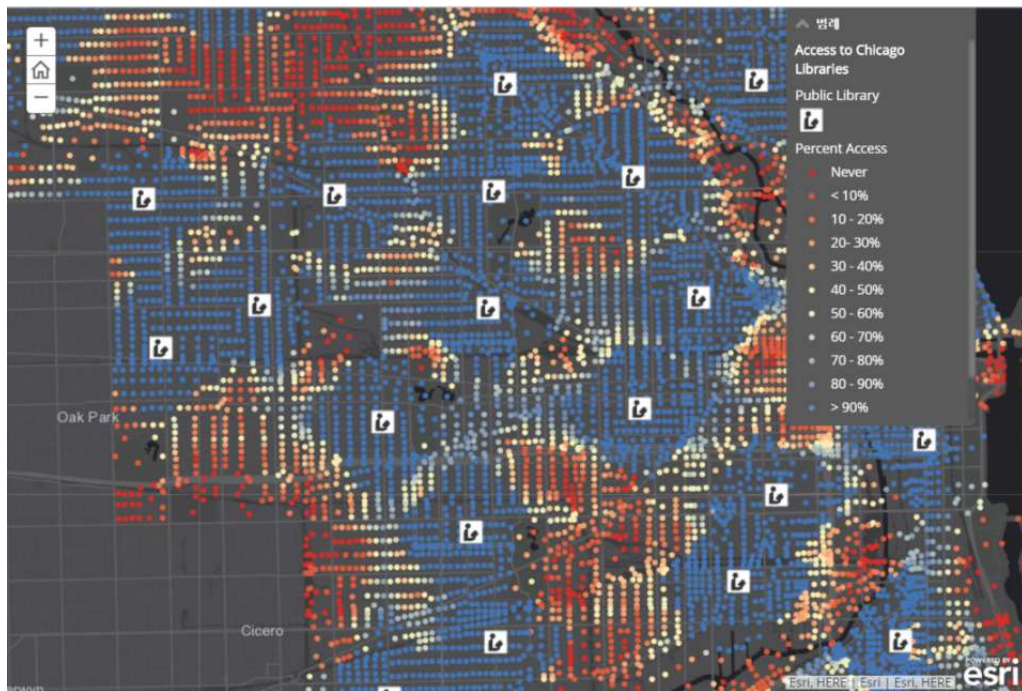 +
−
범례
Access to Chicago
Libraries
Public Library
Percent Access
Never
< 10%
10 - 20%
20- 30%
30 - 40%
40 - 50%
50 - 60%
60 - 70%
70 - 80%
80 - 90%
> 90%
Oak Park
Cicero
Esri, HERE | Esri | Esri, HERE
POWERED BY
esri